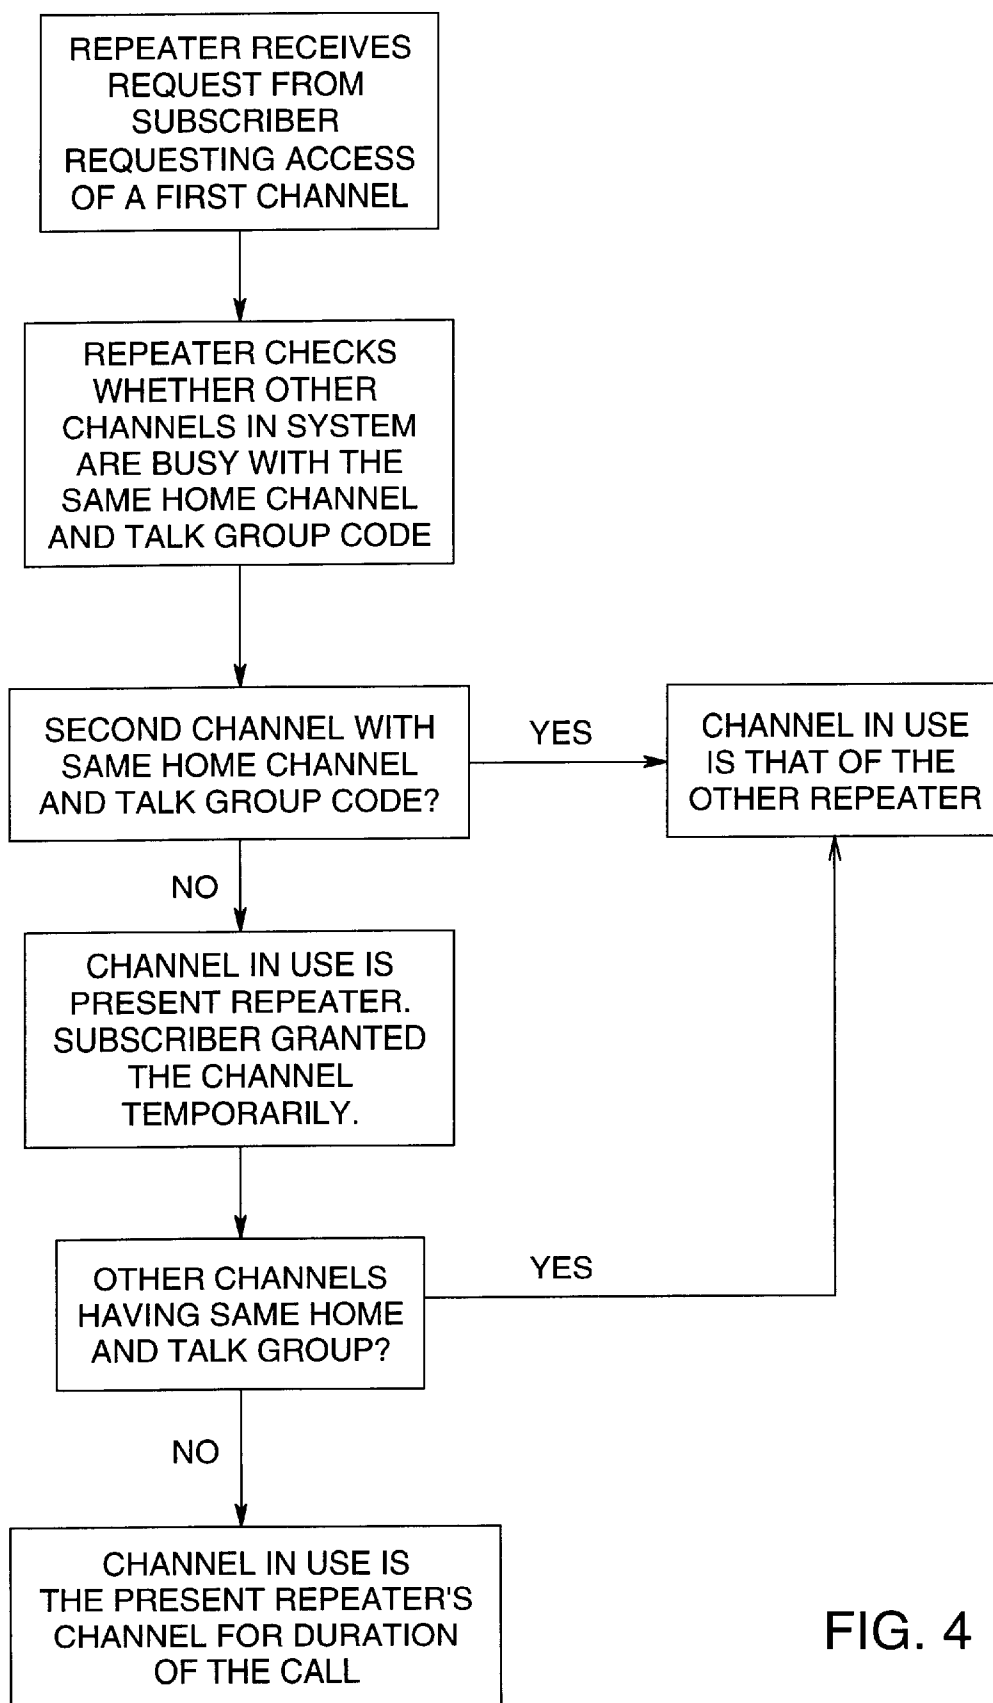 REPEATER RECEIVES
REQUEST FROM
SUBSCRIBER
REQUESTING ACCESS
OF A FIRST CHANNEL
REPEATER CHECKS
WHETHER OTHER
CHANNELS IN SYSTEM
ARE BUSY WITH THE
SAME HOME CHANNEL
AND TALK GROUP CODE
SECOND CHANNEL WITH
SAME HOME CHANNEL
AND TALK GROUP CODE?
YES
CHANNEL IN USE
IS THAT OF THE
OTHER REPEATER
NO
CHANNEL IN USE IS
PRESENT REPEATER.
SUBSCRIBER GRANTED
THE CHANNEL
TEMPORARILY.
OTHER CHANNELS
HAVING SAME HOME
AND TALK GROUP?
YES
NO
CHANNEL IN USE IS
THE PRESENT REPEATER'S
CHANNEL FOR DURATION
OF THE CALL
FIG. 4